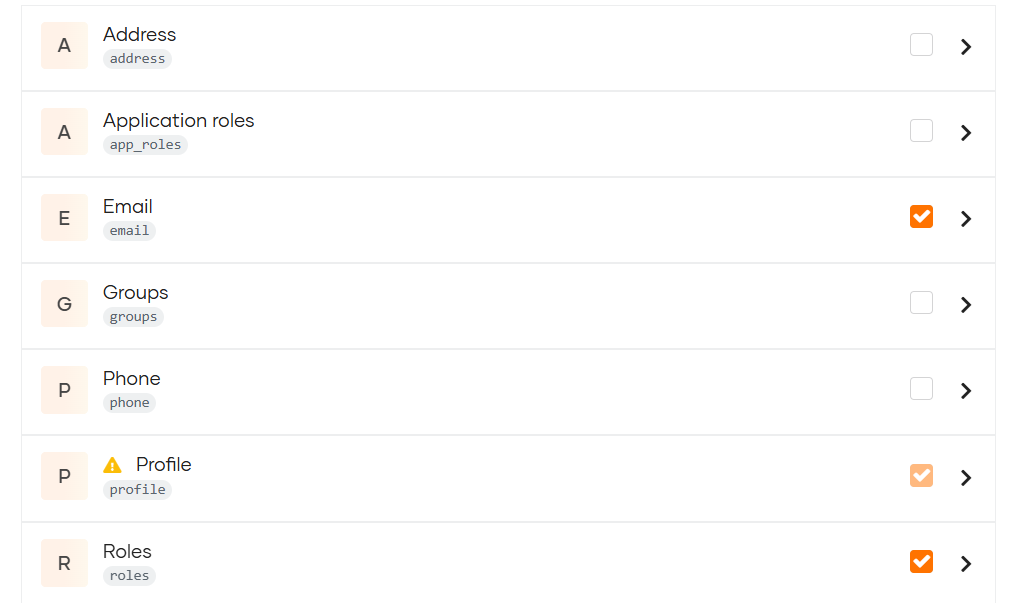 A
Address
address
A
Application roles
app_roles
E
Email
email
G
Groups
groups
P
Phone
phone
P
Profile
profile
R
Roles
roles